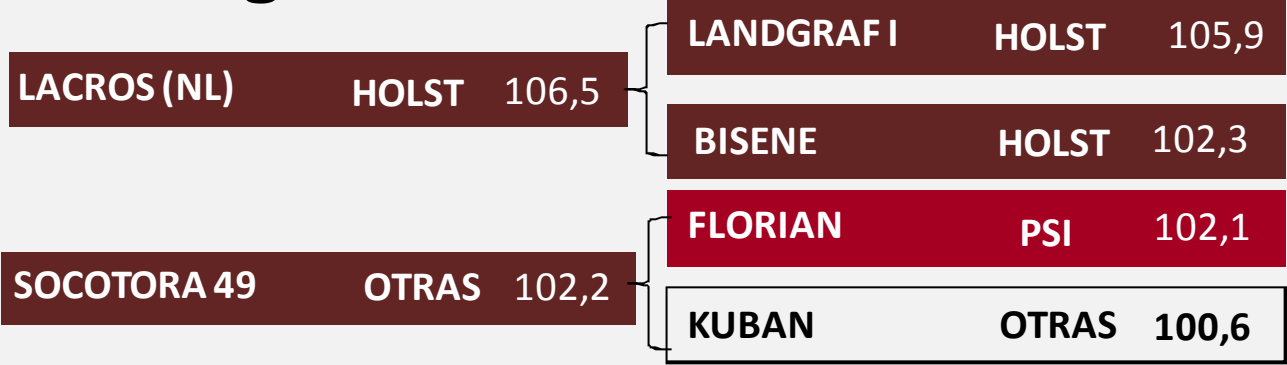 LANDGRAF I HOLST 105,9
LACROS (NL) HOLST 106,5
BISENE HOLST 102,3
FLORIAN PSI 102,1
SOCOTORA 49 OTRAS 102,2
KUBAN OTRAS 100,6